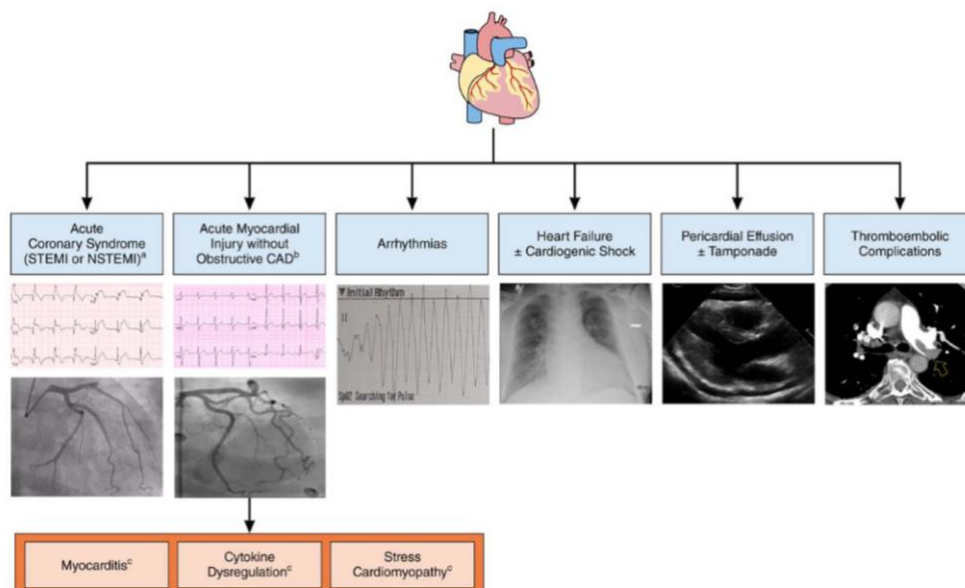 Acute
Coronary Syndrome
(STEMI or NSTEMI)ᵃ
Acute Myocardial
Injury without
Obstructive CADᵇ
Arrhythmias
Heart Failure
± Cardiogenic Shock
Pericardial Effusion
± Tamponade
Thromboembolic
Complications
▼ Initial Rhythm
II
SpO2 Searching for Pulse
Myocarditisᶜ
Cytokine
Dysregulationᶜ
Stress
Cardiomyopathyᶜ